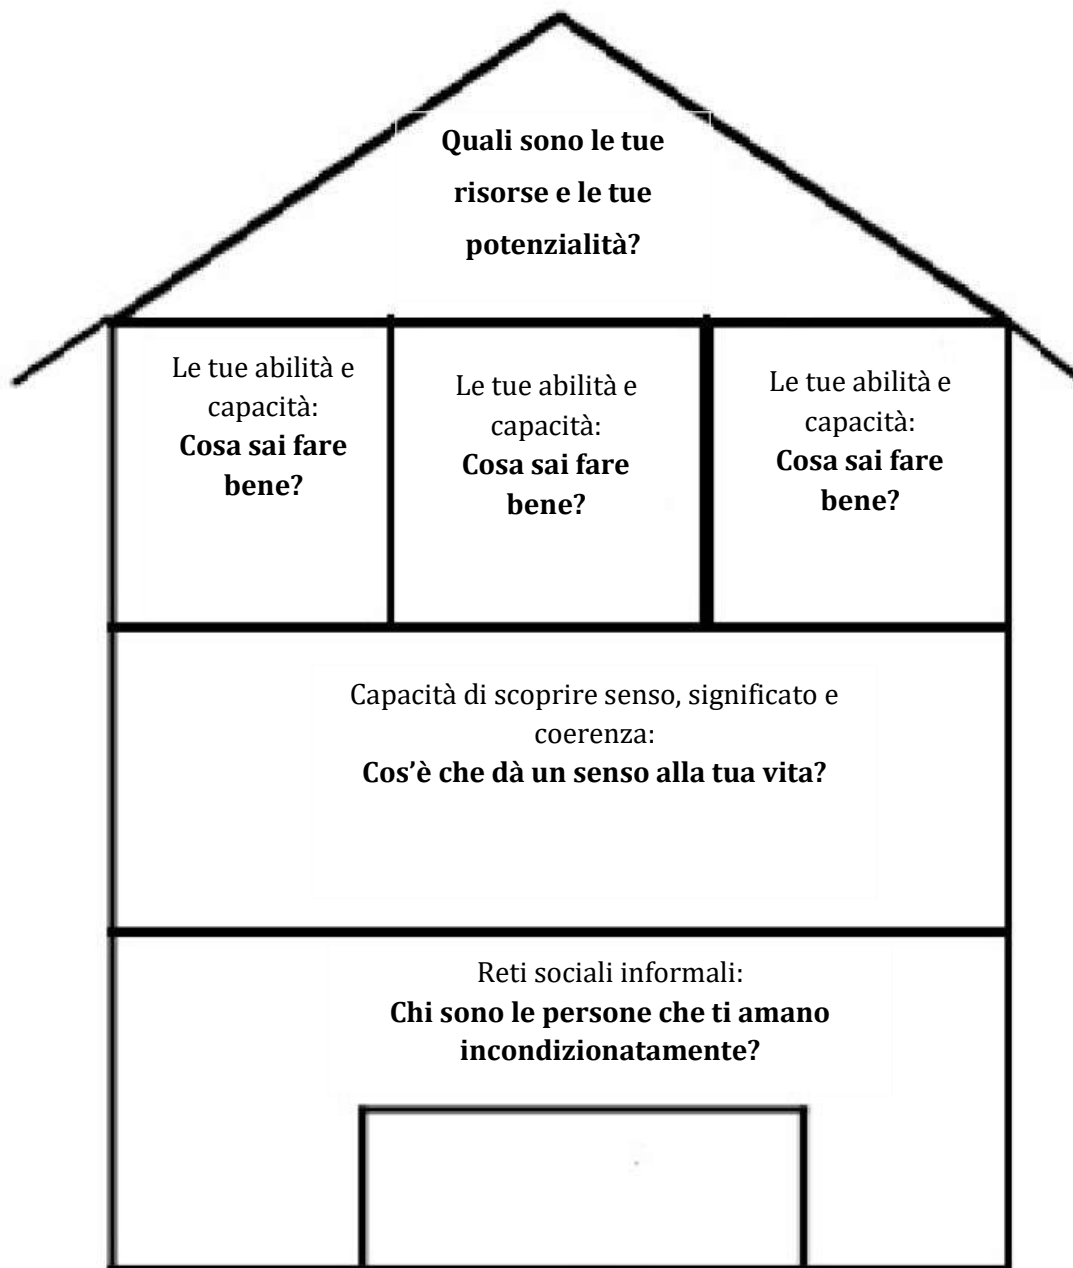 Quali sono le tue
risorse e le tue
potenzialità?
Le tue abilità e
capacità:
Cosa sai fare
bene?
Le tue abilità e
capacità:
Cosa sai fare
bene?
Le tue abilità e
capacità:
Cosa sai fare
bene?
Capacità di scoprire senso, significato e
coerenza:
Cos’è che dà un senso alla tua vita?
Reti sociali informali:
Chi sono le persone che ti amano
incondizionatamente?